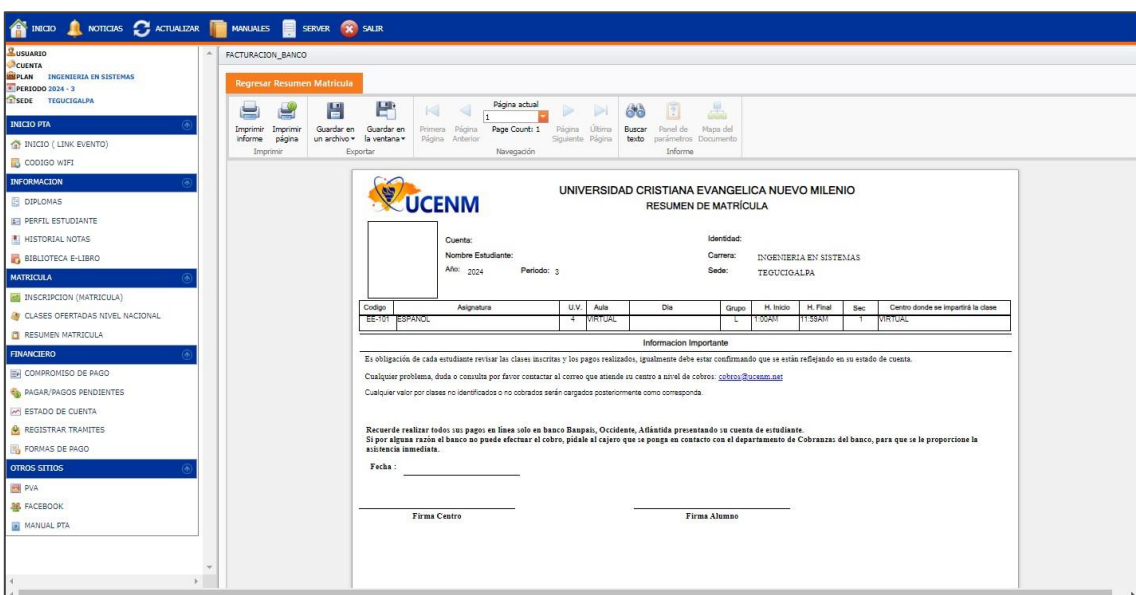 INICIO NOTICIAS ACTUALIZAR MANUALES SERVER SALIR
USUARIO
CUENTA
PLAN INGENIERIA EN SISTEMAS
PERIODO 2024 - 3
SEDE TEGUCIGALPA
INICIO PTA
INICIO ( LINK EVENTO)
CODIGO WIFI
INFORMACION
DIPLOMAS
PERFIL ESTUDIANTE
HISTORIAL NOTAS
BIBLIOTECA E-LIBRO
MATRICULA
INSCRIPCION (MATRICULA)
CLASES OFERTADAS NIVEL NACIONAL
RESUMEN MATRICULA
FINANCIERO
COMPROMISO DE PAGO
PAGAR/PAGOS PENDIENTES
ESTADO DE CUENTA
REGISTRAR TRAMITES
FORMAS DE PAGO
OTROS SITIOS
PVA
FACEBOOK
MANUAL PTA
FACTURACION_BANCO
Regresar Resumen Matricula
Imprimir informe
Imprimir página
Imprimir
Guardar en un archivo
Guardar en la ventana
Exportar
Primera Página
Página Anterior
Página actual
1
Page Count: 1
Página Siguiente
Última Página
Navegación
Buscar texto
Panel de parámetros
Mapa del Documento
Informe
UCENM
UNIVERSIDAD CRISTIANA EVANGELICA NUEVO MILENIO
RESUMEN DE MATRÍCULA
Cuenta: Identidad:
Nombre Estudiante: Carrera: INGENIERIA EN SISTEMAS
Año: 2024 Periodo: 3 Sede: TEGUCIGALPA
Codigo Asignatura U.V. Aula Dia Grupo H. Inicio H. Final Sec Centro donde se impartirá la clase
EE-101 ESPAÑOL 4 VIRTUAL L 1:00AM 11:59AM 1 VIRTUAL
Informacion Importante
Es obligación de cada estudiante revisar las clases inscritas y los pagos realizados, igualmente debe estar confirmando que se están reflejando en su estado de cuenta.
Cualquier problema, duda o consulta por favor contactar al correo que atiende su centro a nivel de cobros: cobros@ucenm.net
Cualquier valor por clases no identificados o no cobrados serán cargados posteriormente como corresponda.
Recuerde realizar todos sus pagos en línea solo en banco Banpaís, Occidente, Atlántida presentando su cuenta de estudiante.
Si por alguna razón el banco no puede efectuar el cobro, pídale al cajero que se ponga en contacto con el departamento de Cobranzas del banco, para que se le proporcione la
asistencia inmediata.
Fecha :
Firma Centro Firma Alumno